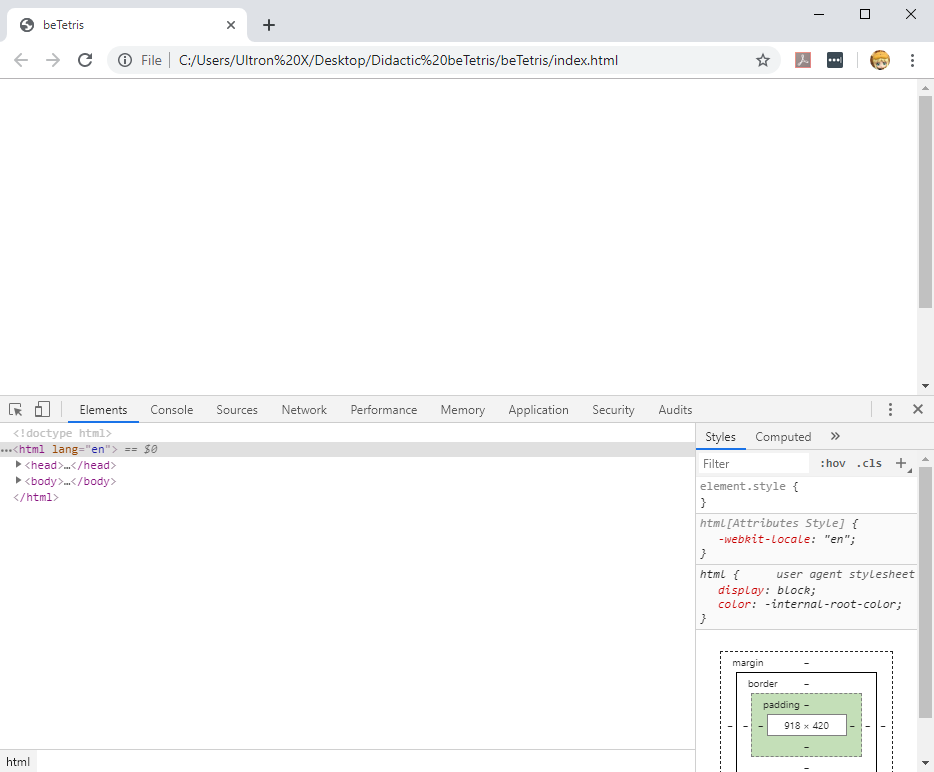 beTetris
File
C:/Users/Ultron%20X/Desktop/Didactic%20beTetris/beTetris/index.html
Elements Console Sources Network Performance Memory Application Security Audits
<!doctype html>
…<html lang="en"> == $0
<head>…</head>
<body>…</body>
</html>
html
Styles Computed »
Filter :hov .cls +
element.style {
}
html[Attributes Style] {
-webkit-locale: "en";
}
html { user agent stylesheet
display: block;
color: -internal-root-color;
}
margin –
border –
padding –
– – – 918 × 420 – – –
–
–